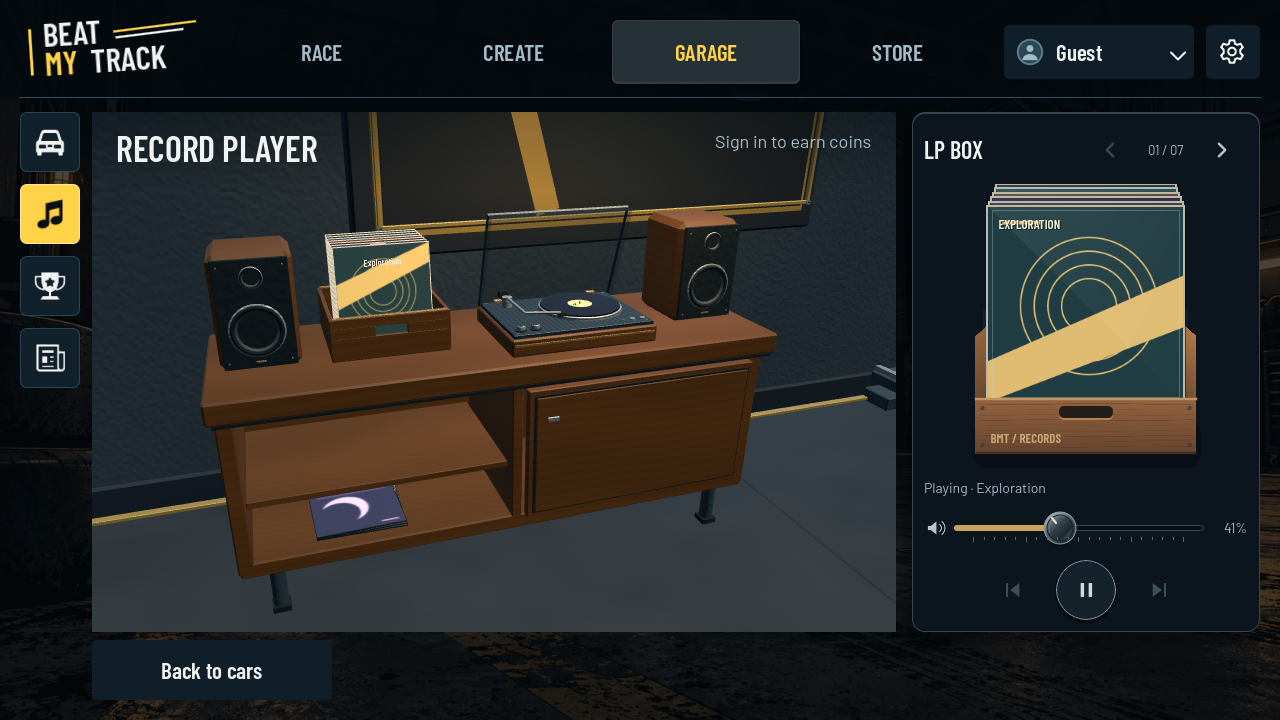 BEAT
MY TRACK
RACE
CREATE
GARAGE
STORE
Guest
RECORD PLAYER
Sign in to earn coins
Exploration
LP BOX
01 / 07
EXPLORATION
BMT / RECORDS
Playing · Exploration
41%
Back to cars